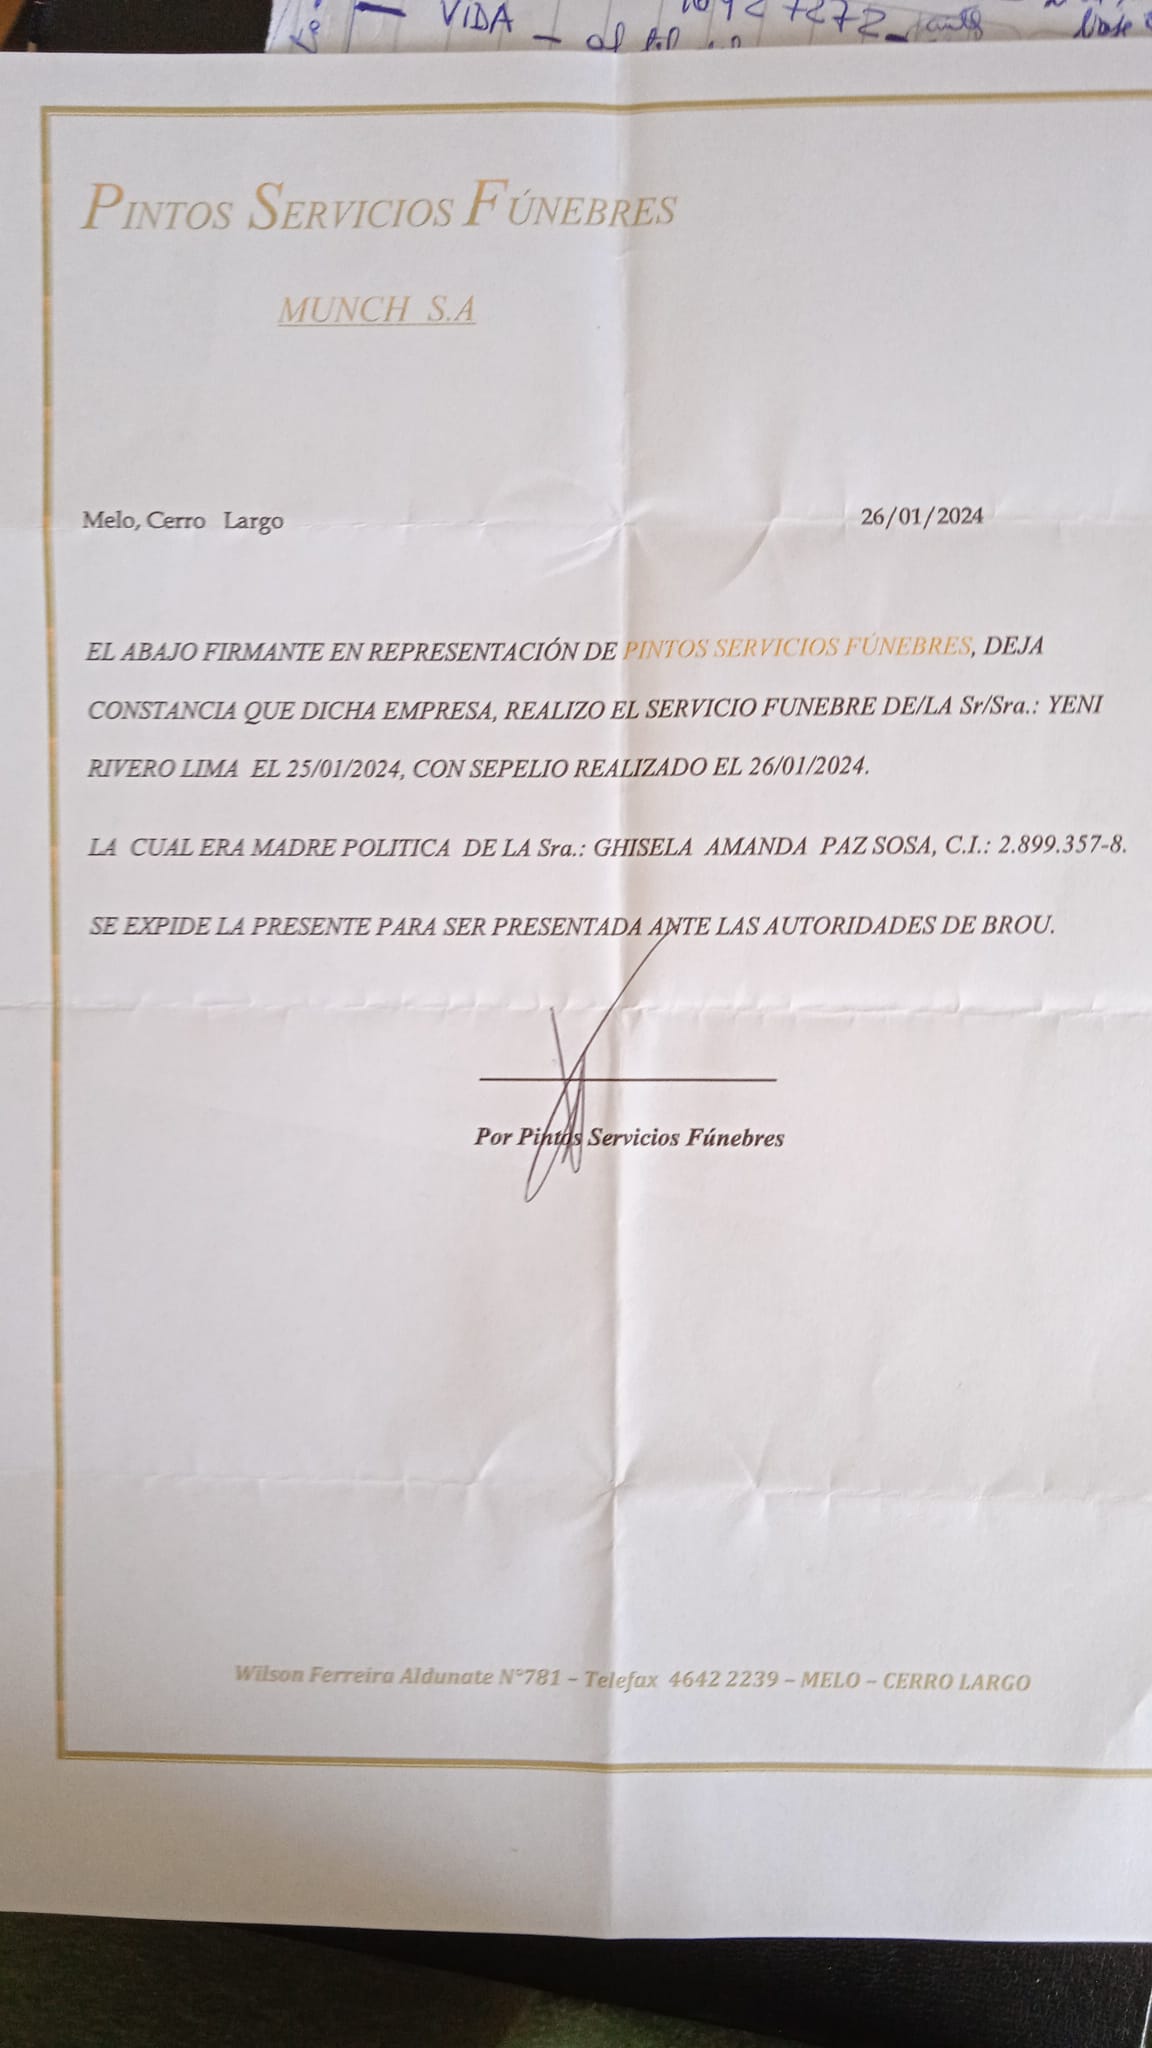 VIDA
PINTOS SERVICIOS FÚNEBRES
MUNCH S.A
Melo, Cerro Largo 26/01/2024
EL ABAJO FIRMANTE EN REPRESENTACIÓN DE PINTOS SERVICIOS FÚNEBRES, DEJA
CONSTANCIA QUE DICHA EMPRESA, REALIZO EL SERVICIO FUNEBRE DE/LA Sr/Sra.: YENI
RIVERO LIMA EL 25/01/2024, CON SEPELIO REALIZADO EL 26/01/2024.
LA CUAL ERA MADRE POLITICA DE LA Sra.: GHISELA AMANDA PAZ SOSA, C.I.: 2.899.357-8.
SE EXPIDE LA PRESENTE PARA SER PRESENTADA ANTE LAS AUTORIDADES DE BROU.
Por Pintos Servicios Fúnebres
Wilson Ferreira Aldunate N°781 – Telefax 4642 2239 – MELO – CERRO LARGO